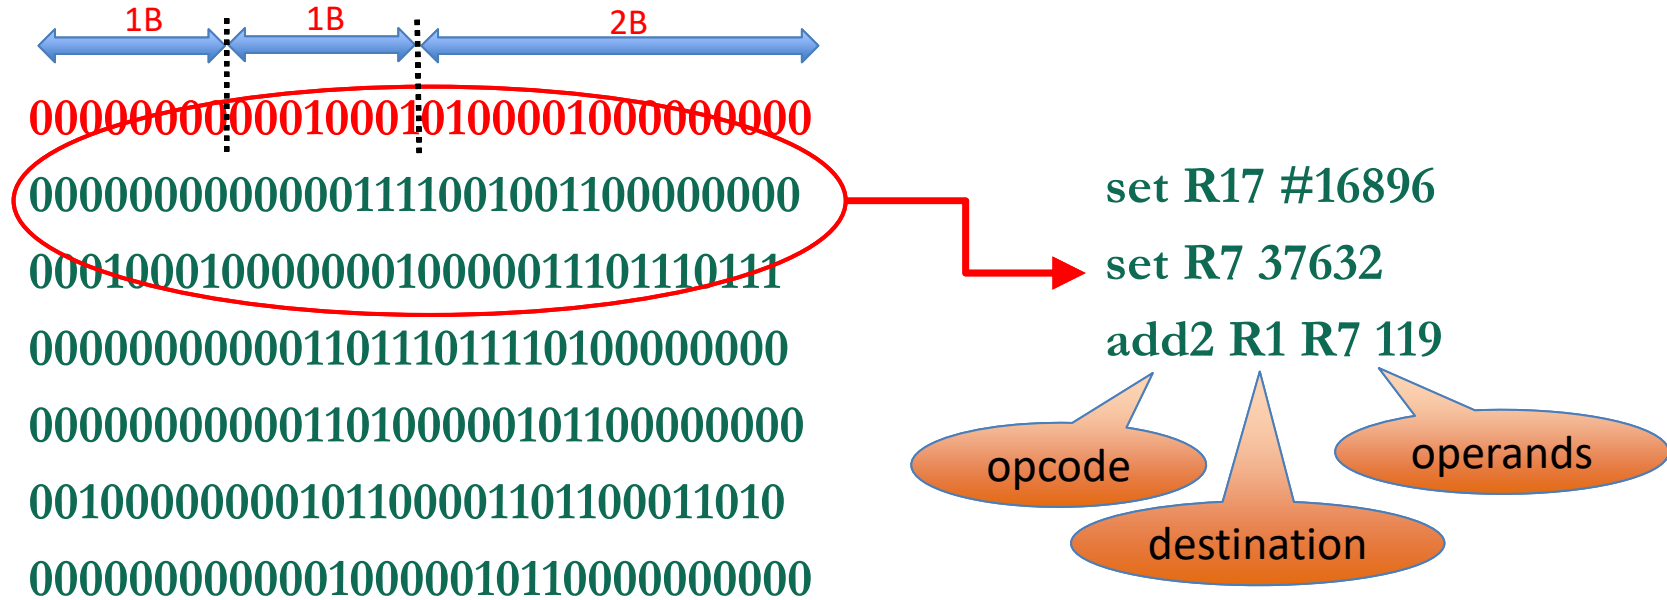 1B 1B 2B
00000000000100010100001000000000
00000000000001111001001100000000
00010001000000010000011101110111
00000000000110111011110100000000
00000000000110100000101100000000
00100000000101100001101100011010
00000000000001000001011000000000
set R17 #16896
set R7 37632
add2 R1 R7 119
opcode
operands
destination